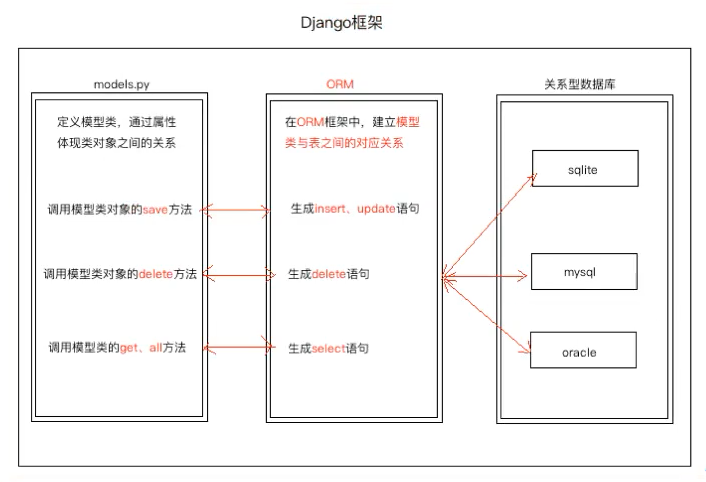 Django框架
models.py
定义模型类，通过属性
体现类对象之间的关系
调用模型类对象的save方法
调用模型类对象的delete方法
调用模型类的get、all方法
ORM
在ORM框架中，建立模型
类与表之间的对应关系
生成insert、update语句
生成delete语句
生成select语句
关系型数据库
sqlite
mysql
oracle